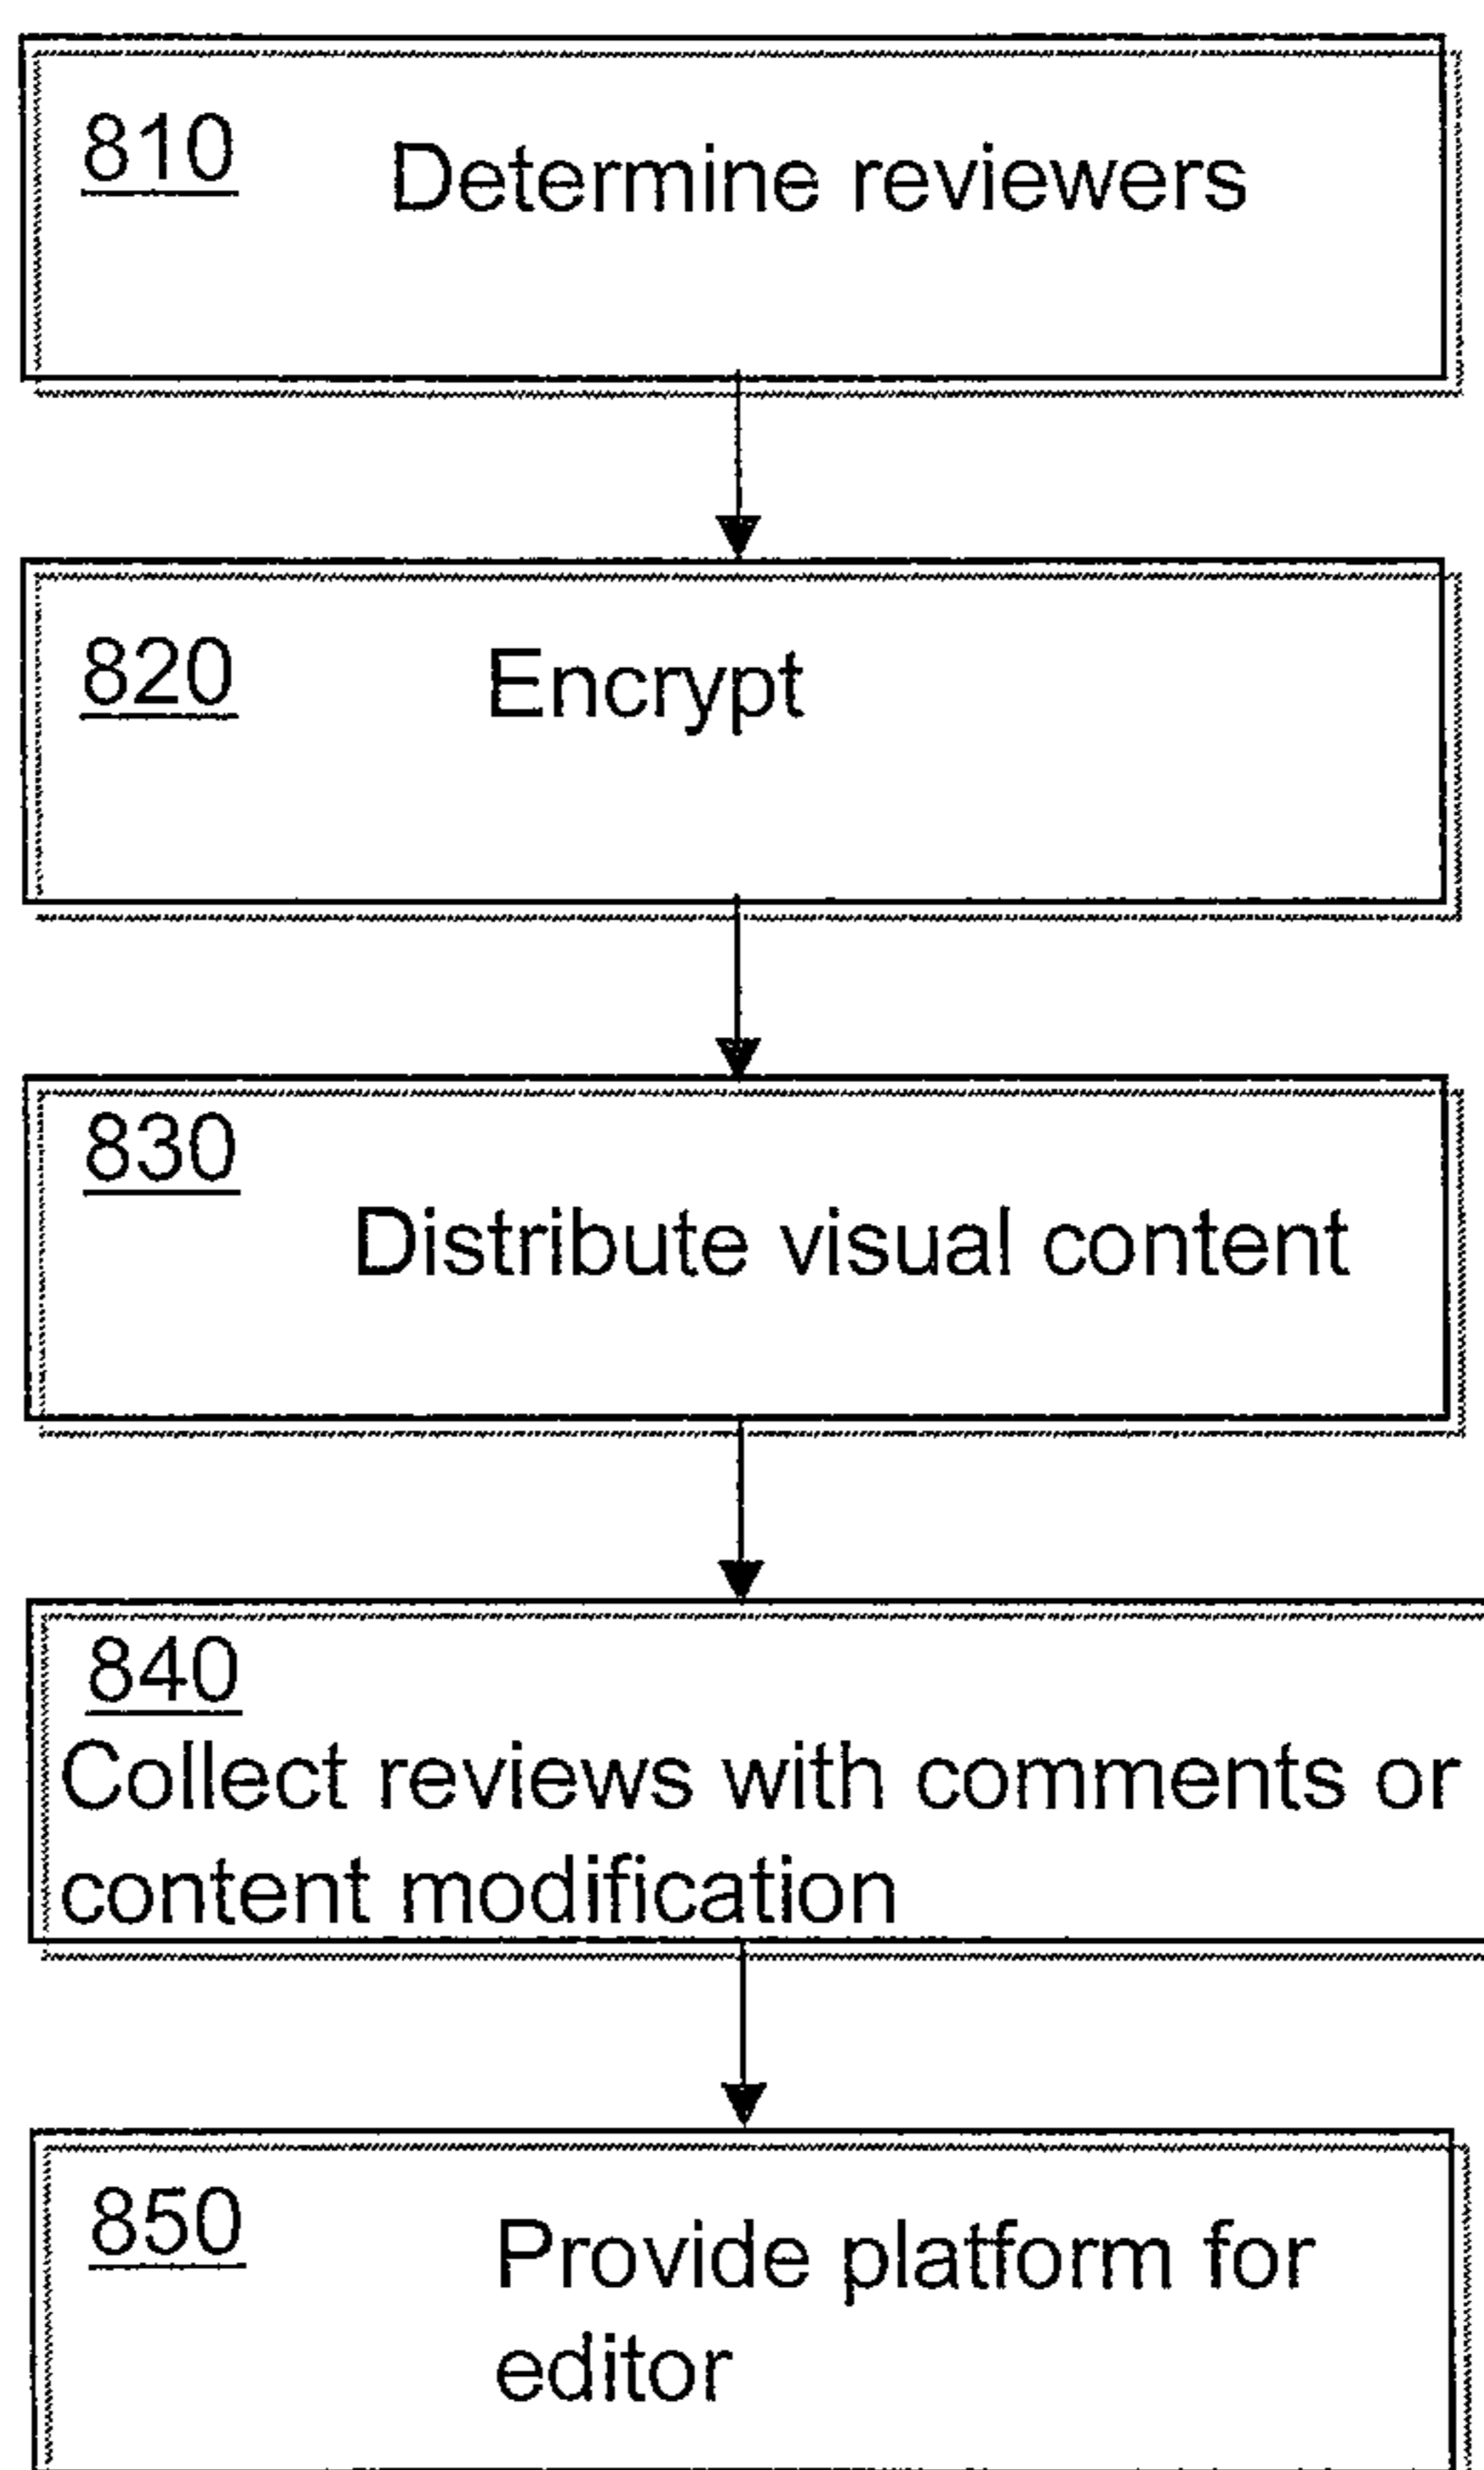 810
Determine reviewers
820
Encrypt
830
Distribute visual content
840
Collect reviews with comments or
content modification
850
Provide platform for
editor